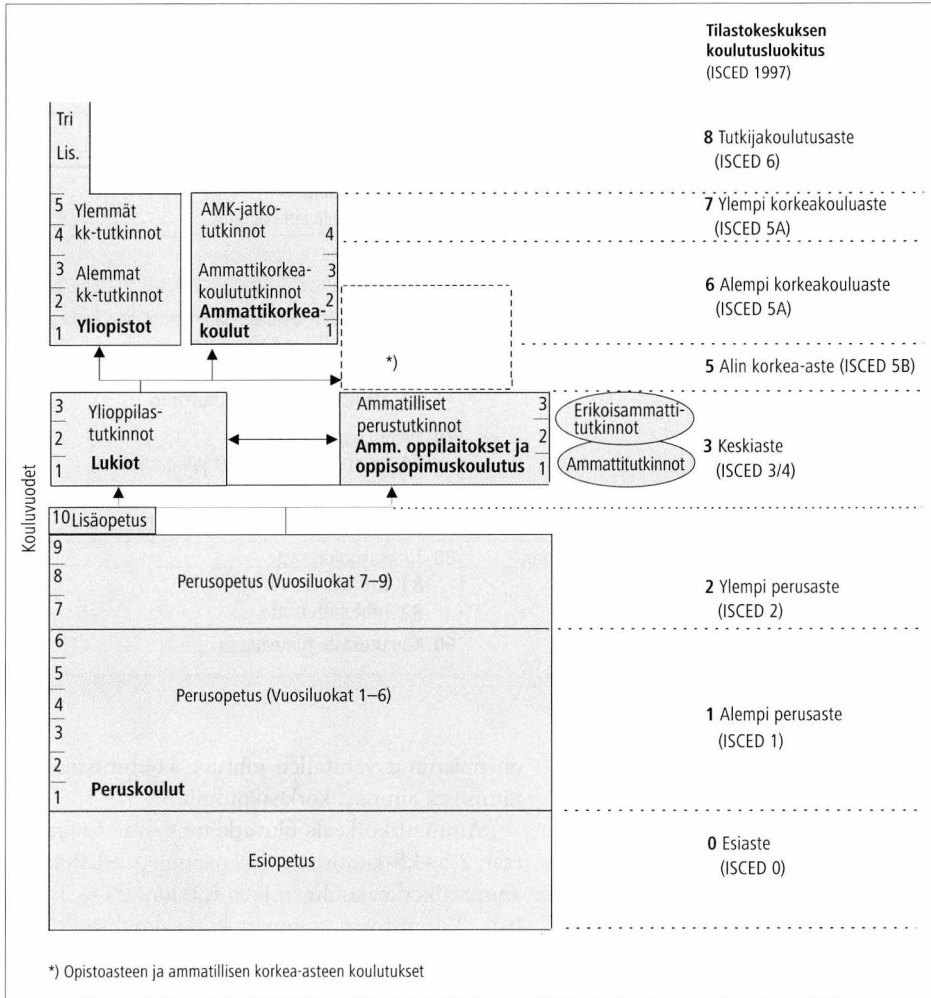 Tilastokeskuksen
koulutusluokitus
(ISCED 1997)
Tri
Lis.
8 Tutkijakoulutusaste
(ISCED 6)
5 Ylemmät
4 kk-tutkinnot
3 Alemmat
2 kk-tutkinnot
1 Yliopistot
AMK-jatko-
tutkinnot 4
Ammattikorkea- 3
koulututkinnot 2
Ammattikorkea-
koulut 1
7 Ylempi korkeakouluaste
(ISCED 5A)
6 Alempi korkeakouluaste
(ISCED 5A)
*)
5 Alin korkea-aste (ISCED 5B)
3 Ylioppilas-
2 tutkinnot
1 Lukiot
Ammatilliset 3
perustutkinnot
Amm. oppilaitokset ja 2
oppisopimuskoulutus 1
Erikoisammatti-
tutkinnot
Ammattitutkinnot
3 Keskiaste
(ISCED 3/4)
Kouluvuodet
10 Lisäopetus
9
8 Perusopetus (Vuosiluokat 7–9)
7
2 Ylempi perusaste
(ISCED 2)
6
5
Perusopetus (Vuosiluokat 1–6)
4
3
2
1 Peruskoulut
1 Alempi perusaste
(ISCED 1)
Esiopetus
0 Esiaste
(ISCED 0)
*) Opistoasteen ja ammatillisen korkea-asteen koulutukset